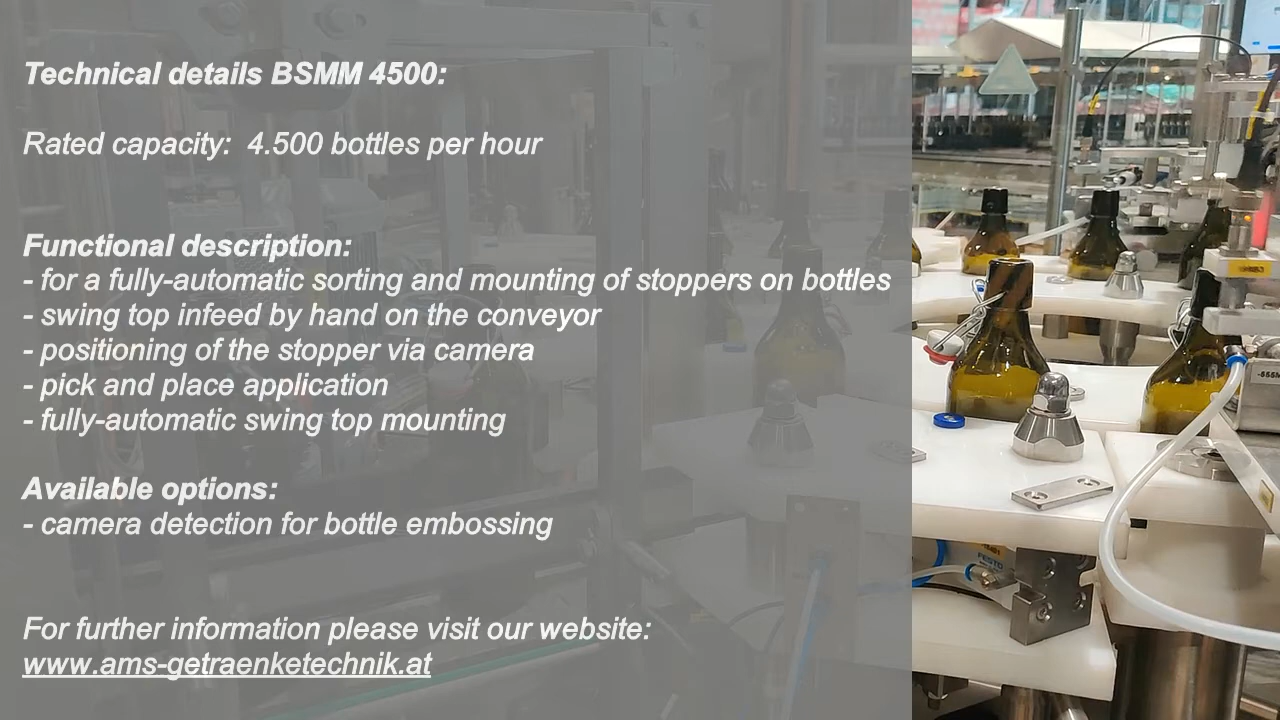 Technical details BSMM 4500:
Rated capacity: 4.500 bottles per hour
Functional description:
- for a fully-automatic sorting and mounting of stoppers on bottles
- swing top infeed by hand on the conveyor
- positioning of the stopper via camera
- pick and place application
- fully-automatic swing top mounting
Available options:
- camera detection for bottle embossing
For further information please visit our website:
www.ams-getraenketechnik.at
FESTO